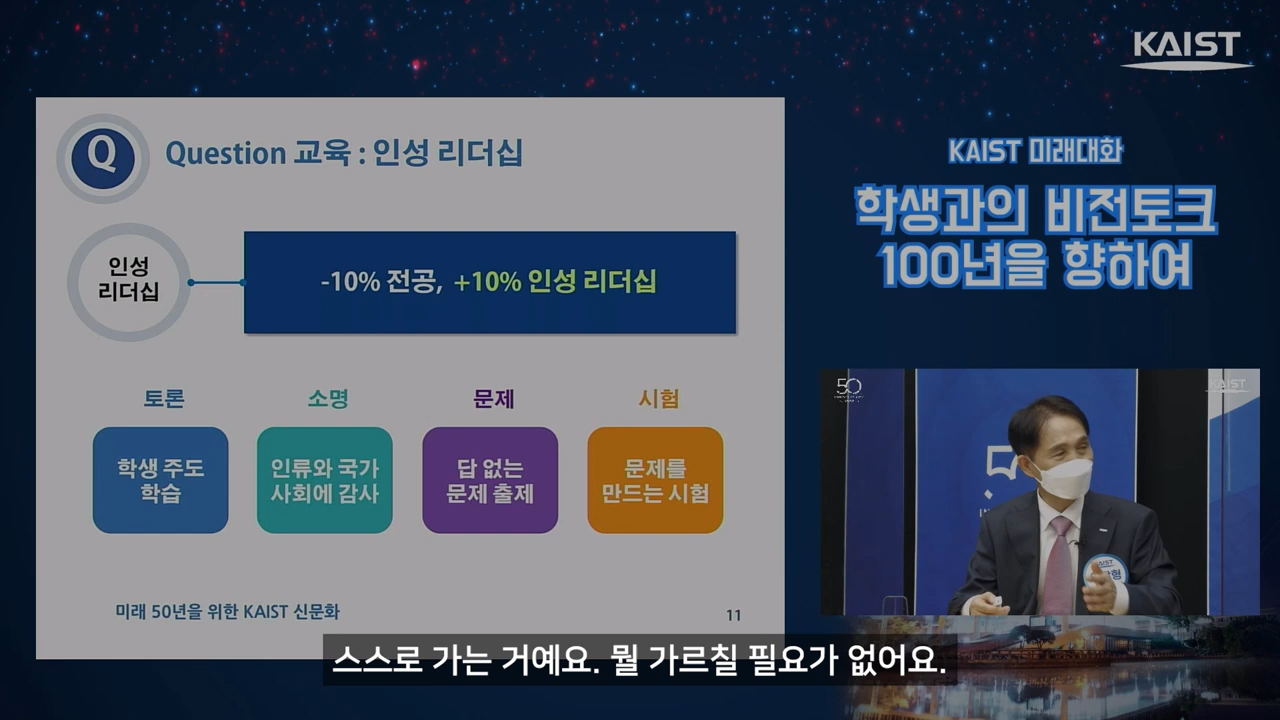 KAIST
Q
Question 교육 : 인성 리더십
인성
리더십
-10% 전공, +10% 인성 리더십
토론
소명
문제
시험
학생 주도
학습
인류와 국가
사회에 감사
답 없는
문제 출제
문제를
만드는 시험
미래 50년을 위한 KAIST 신문화
11
KAIST 미래대화
학생과의 비전토크
100년을 향하여
50
KAIST
스스로 가는 거예요. 뭘 가르칠 필요가 없어요.